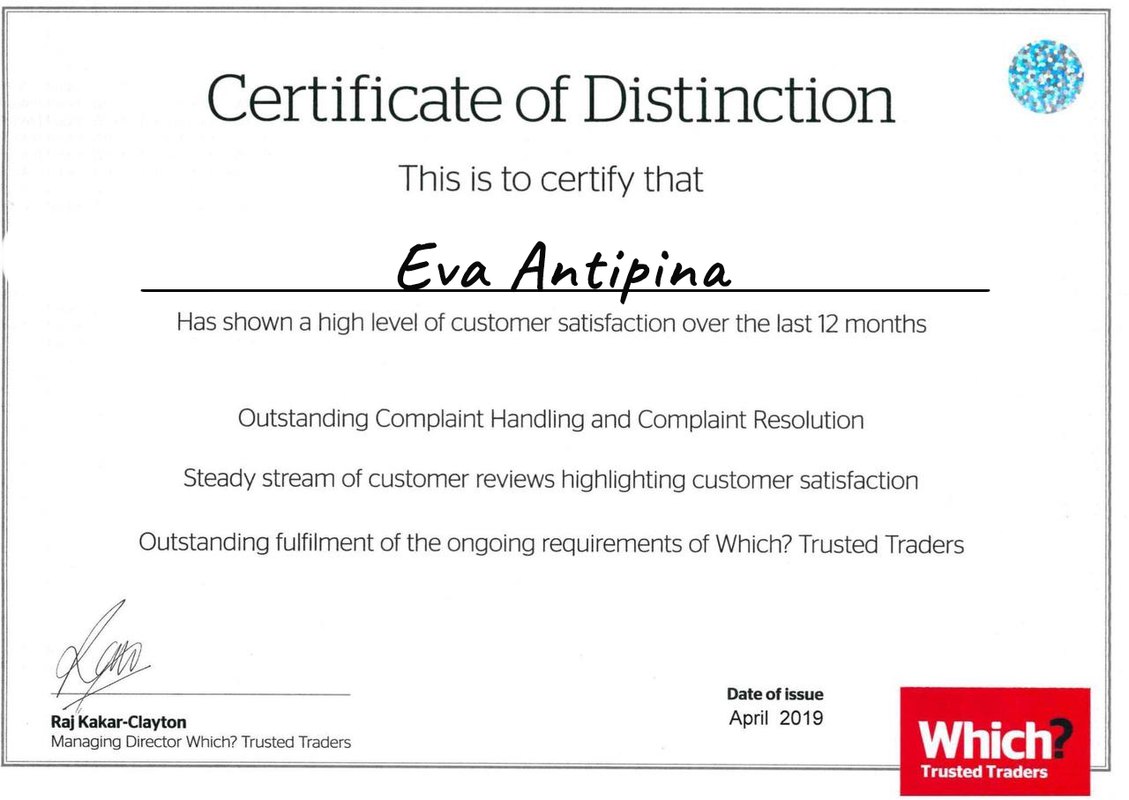 Certificate of Distinction
This is to certify that
Eva Antipina
Has shown a high level of customer satisfaction over the last 12 months
Outstanding Complaint Handling and Complaint Resolution
Steady stream of customer reviews highlighting customer satisfaction
Outstanding fulfilment of the ongoing requirements of Which? Trusted Traders
Raj Kakar-Clayton
Managing Director Which? Trusted Traders
Date of issue
April 2019
Which?
Trusted Traders